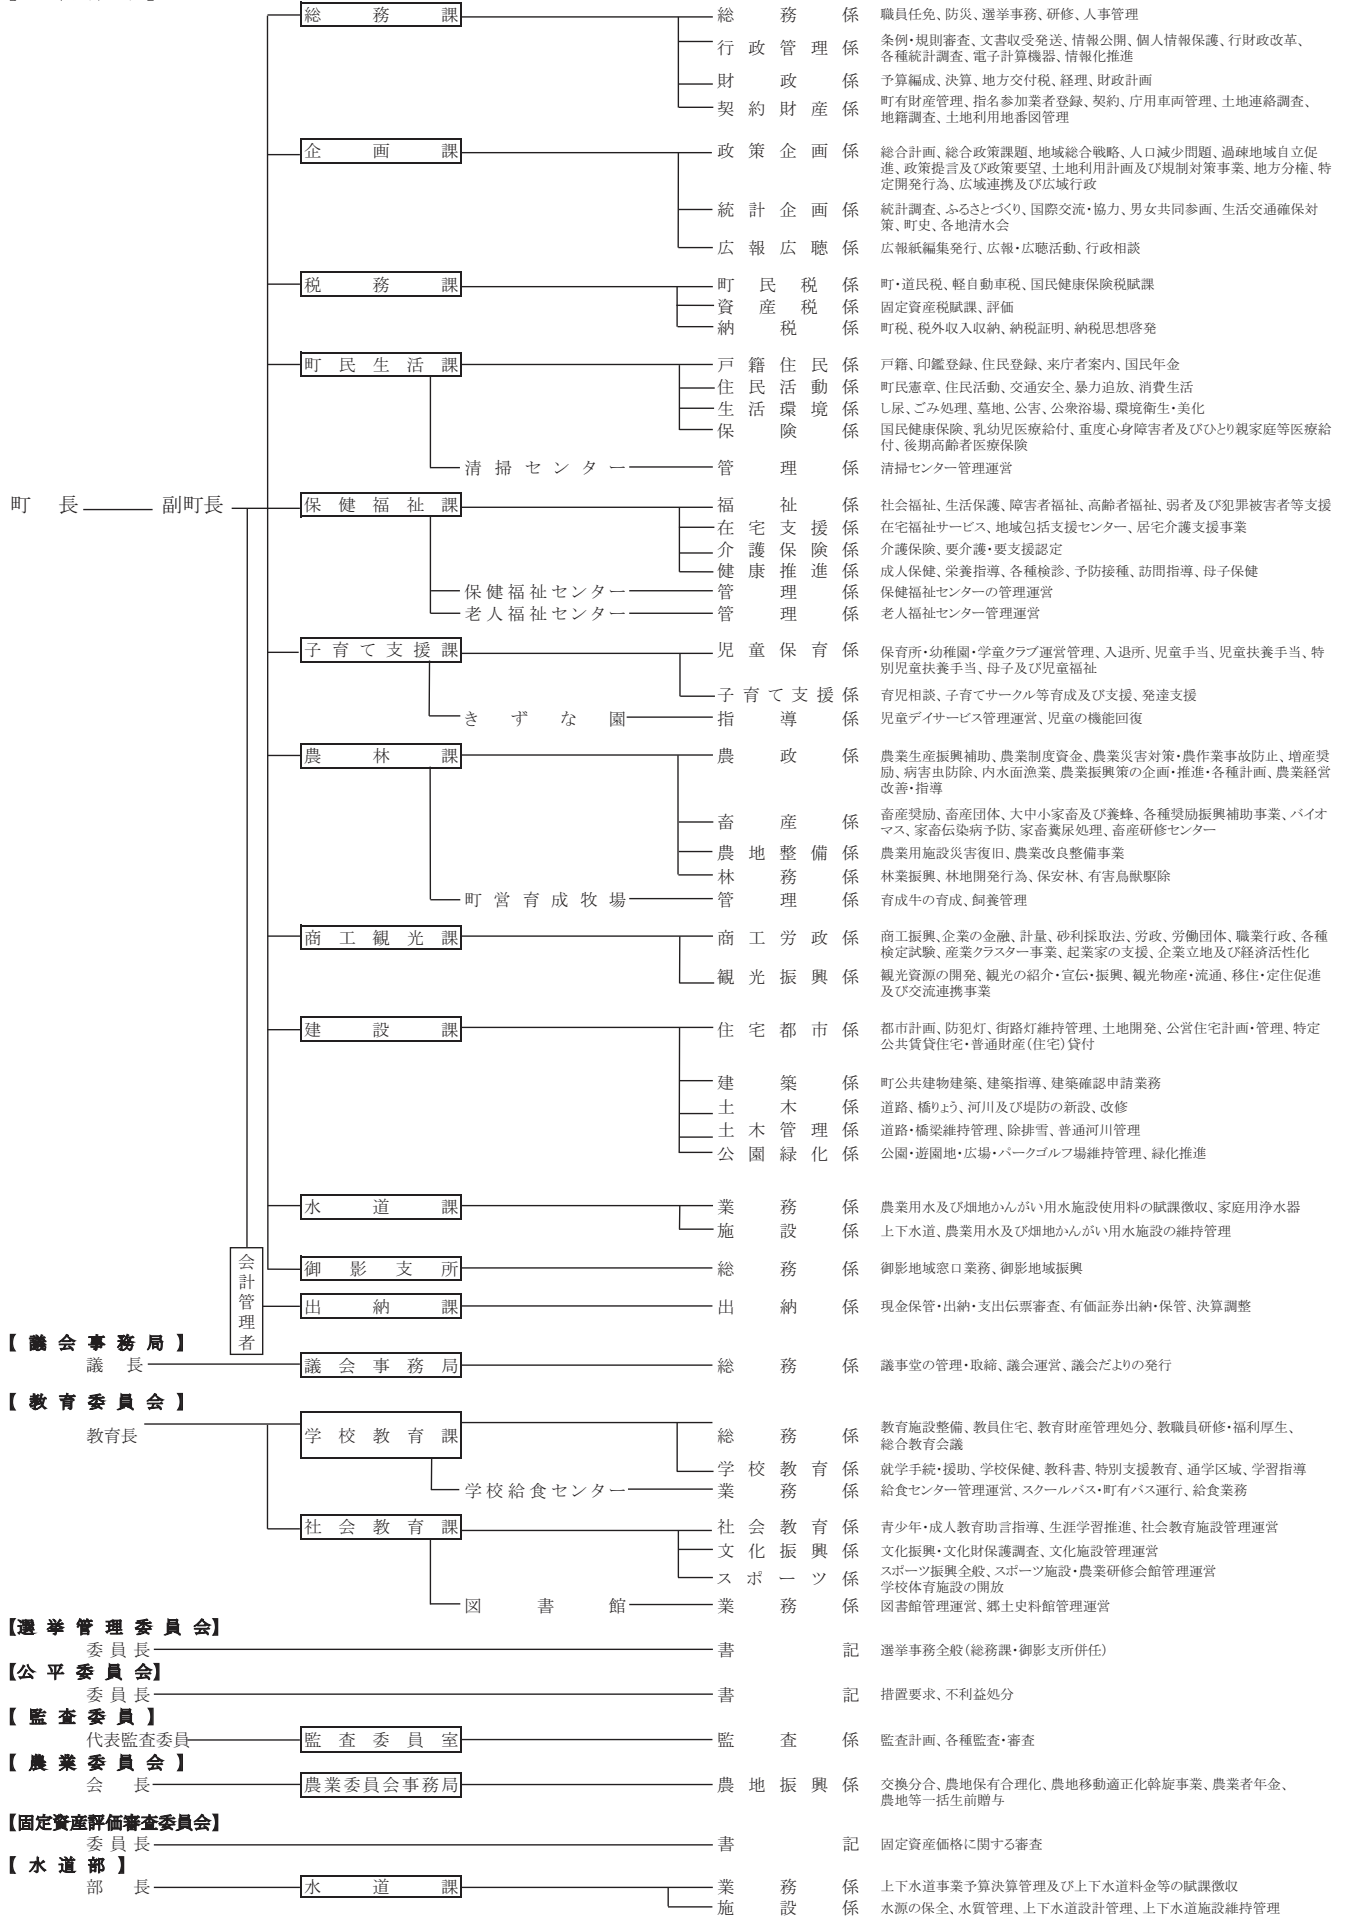 総務課 総務係 職員任免、防災、選挙事務、研修、人事管理
行政管理係 条例・規則審査、文書収受発送、情報公開、個人情報保護、行財政改革、
各種統計調査、電子計算機器、情報化推進
財政係 予算編成、決算、地方交付税、経理、財政計画
契約財産係 町有財産管理、指名参加業者登録、契約、庁用車両管理、土地連絡調査、
地籍調査、土地利用地番図管理
企画課 政策企画係 総合計画、総合政策課題、地域総合戦略、人口減少問題、過疎地域自立促
進、政策提言及び政策要望、土地利用計画及び規制対策事業、地方分権、特
定開発行為、広域連携及び広域行政
統計企画係 統計調査、ふるさとづくり、国際交流・協力、男女共同参画、生活交通確保対
策、町史、各地清水会
広報広聴係 広報紙編集発行、広報・広聴活動、行政相談
税務課 町民税係 町・道民税、軽自動車税、国民健康保険税賦課
資産税係 固定資産税賦課、評価
納税係 町税、税外収入収納、納税証明、納税思想啓発
町民生活課 戸籍住民係 戸籍、印鑑登録、住民登録、来庁者案内、国民年金
住民活動係 町民憲章、住民活動、交通安全、暴力追放、消費生活
生活環境係 し尿、ごみ処理、墓地、公害、公衆浴場、環境衛生・美化
保険係 国民健康保険、乳幼児医療給付、重度心身障害者及びひとり親家庭等医療給
付、後期高齢者医療保険
清掃センター 管理係 清掃センター管理運営
町長 副町長 保健福祉課 福祉係 社会福祉、生活保護、障害者福祉、高齢者福祉、弱者及び犯罪被害者等支援
在宅支援係 在宅福祉サービス、地域包括支援センター、居宅介護支援事業
介護保険係 介護保険、要介護・要支援認定
健康推進係 成人保健、栄養指導、各種検診、予防接種、訪問指導、母子保健
保健福祉センター 管理係 保健福祉センターの管理運営
老人福祉センター 管理係 老人福祉センター管理運営
子育て支援課 児童保育係 保育所・幼稚園・学童クラブ運営管理、入退所、児童手当、児童扶養手当、特
別児童扶養手当、母子及び児童福祉
子育て支援係 育児相談、子育てサークル等育成及び支援、発達支援
きずな園 指導係 児童デイサービス管理運営、児童の機能回復
農林課 農政係 農業生産振興補助、農業制度資金、農業災害対策・農作業事故防止、増産奨
励、病害虫防除、内水面漁業、農業振興策の企画・推進・各種計画、農業経営
改善・指導
畜産係 畜産奨励、畜産団体、大中小家畜及び養蜂、各種奨励振興補助事業、バイオ
マス、家畜伝染病予防、家畜糞尿処理、畜産研修センター
農地整備係 農業用施設災害復旧、農業改良整備事業
林務係 林業振興、林地開発行為、保安林、有害鳥獣駆除
町営育成牧場 管理係 育成牛の育成、飼養管理
商工観光課 商工労政係 商工振興、企業の金融、計量、砂利採取法、労政、労働団体、職業行政、各種
検定試験、産業クラスター事業、起業家の支援、企業立地及び経済活性化
観光振興係 観光資源の開発、観光の紹介・宣伝・振興、観光物産・流通、移住・定住促進
及び交流連携事業
建設課 住宅都市係 都市計画、防犯灯、街路灯維持管理、土地開発、公営住宅計画・管理、特定
公共賃貸住宅・普通財産(住宅)貸付
建築係 町公共建物建築、建築指導、建築確認申請業務
土木係 道路、橋りょう、河川及び堤防の新設、改修
土木管理係 道路・橋梁維持管理、除排雪、普通河川管理
公園緑化係 公園・遊園地・広場・パークゴルフ場維持管理、緑化推進
水道課 業務係 農業用水及び畑地かんがい用水施設使用料の賦課徴収、家庭用浄水器
施設係 上下水道、農業用水及び畑地かんがい用水施設の維持管理
会計管理者
御影支所 総務係 御影地域窓口業務、御影地域振興
出納課 出納係 現金保管・出納・支出伝票審査、有価証券出納・保管、決算調整
【議会事務局】
議長 議会事務局 総務係 議事堂の管理・取締、議会運営、議会だよりの発行
【教育委員会】
教育長 学校教育課 総務係 教育施設整備、教員住宅、教育財産管理処分、教職員研修・福利厚生、
総合教育会議
学校教育係 就学手続・援助、学校保健、教科書、特別支援教育、通学区域、学習指導
学校給食センター 業務係 給食センター管理運営、スクールバス・町有バス運行、給食業務
社会教育課 社会教育係 青少年・成人教育助言指導、生涯学習推進、社会教育施設管理運営
文化振興係 文化振興・文化財保護調査、文化施設管理運営
スポーツ係 スポーツ振興全般、スポーツ施設・農業研修会館管理運営
学校体育施設の開放
図書館 業務係 図書館管理運営、郷土史料館管理運営
【選挙管理委員会】
委員長 書記 選挙事務全般(総務課・御影支所併任)
【公平委員会】
委員長 書記 措置要求、不利益処分
【監査委員】
代表監査委員 監査委員室 監査係 監査計画、各種監査・審査
【農業委員会】
会長 農業委員会事務局 農地振興係 交換分合、農地保有合理化、農地移動適正化斡旋事業、農業者年金、
農地等一括生前贈与
【固定資産評価審査委員会】
委員長 書記 固定資産価格に関する審査
【水道部】
部長 水道課 業務係 上下水道事業予算決算管理及び上下水道料金等の賦課徴収
施設係 水源の保全、水質管理、上下水道設計管理、上下水道施設維持管理